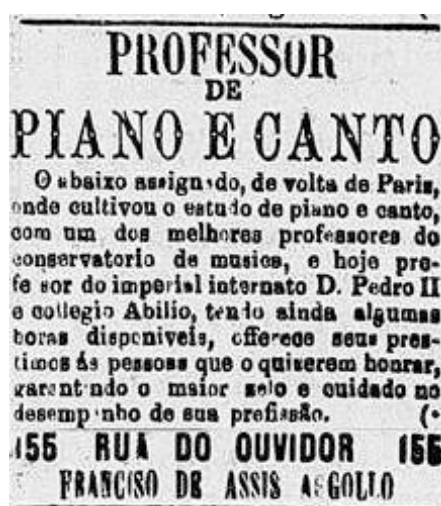 PROFESSOR
DE
PIANO E CANTO
O abaixo assignado, de volta de Paris,
onde cultivou o estudo de piano e canto,
com um dos melhores professores do
conservatorio de musica, e hoje pro-
fessor do imperial internato D. Pedro II
e collegio Abilio, tendo ainda algumas
horas disponiveis, offerece seus pres-
timos ás pessoas que o quizerem honrar,
garantindo o maior zelo e cuidado no
desempenho de sua profissão. (•
155 RUA DO OUVIDOR 155
FRANCISO DE ASSIS ASGOLLO